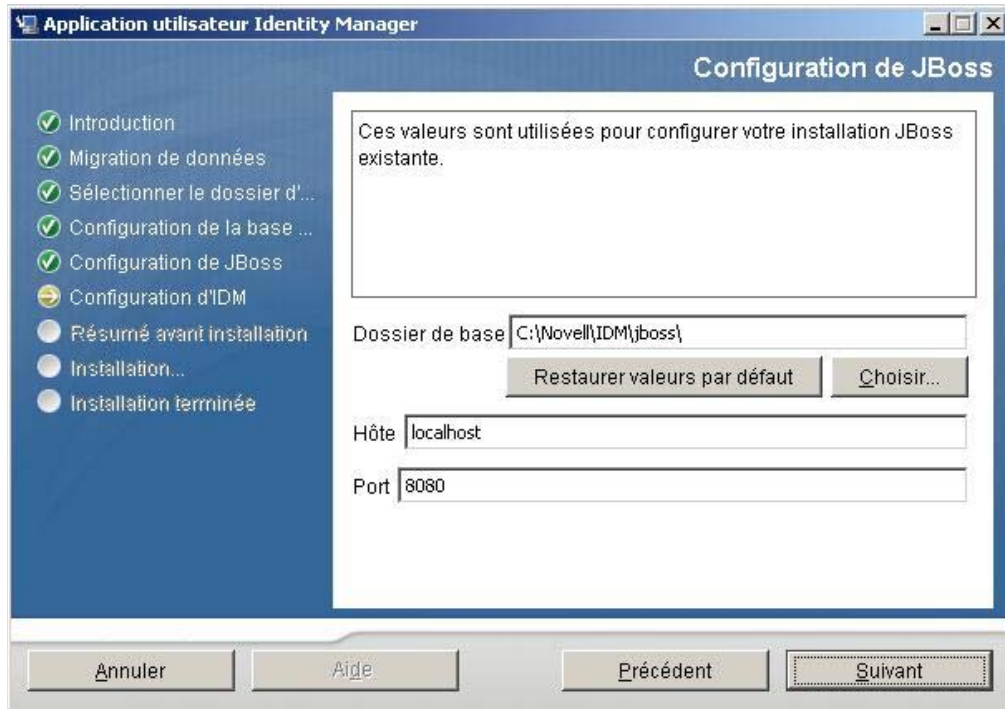 Application utilisateur Identity Manager
Configuration de JBoss
Introduction
Migration de données
Sélectionner le dossier d'...
Configuration de la base ...
Configuration de JBoss
Configuration d'IDM
Résumé avant installation
Installation...
Installation terminée
Ces valeurs sont utilisées pour configurer votre installation JBoss
existante.
Dossier de base C:\Novell\IDM\jboss\
Restaurer valeurs par défaut Choisir...
Hôte localhost
Port 8080
Annuler Aide Précédent Suivant